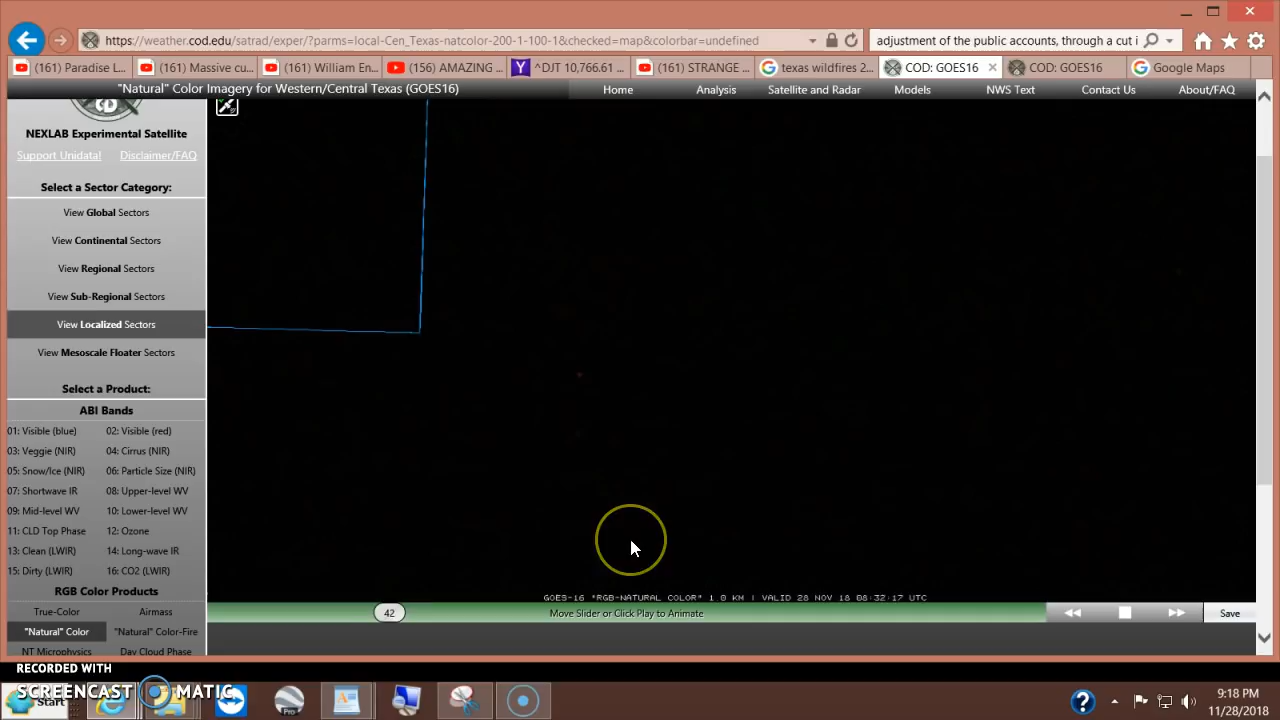 https://weather.cod.edu/satrad/exper/?parms=local-Cen_Texas-natcolor-200-1-100-1&checked=map&colorbar=undefined
adjustment of the public accounts, through a cut i
(161) Paradise L...
(161) Massive cu...
(161) William En...
(156) AMAZING ...
^DJT 10,766.61 ...
(161) STRANGE ...
texas wildfires 2...
COD: GOES16
COD: GOES16
Google Maps
"Natural" Color Imagery for Western/Central Texas (GOES16)
Home
Analysis
Satellite and Radar
Models
NWS Text
Contact Us
About/FAQ
NEXLAB Experimental Satellite
Support Unidata!
Disclaimer/FAQ
Select a Sector Category:
View Global Sectors
View Continental Sectors
View Regional Sectors
View Sub-Regional Sectors
View Localized Sectors
View Mesoscale Floater Sectors
Select a Product:
ABI Bands
01: Visible (blue)
02: Visible (red)
03: Veggie (NIR)
04: Cirrus (NIR)
05: Snow/Ice (NIR)
06: Particle Size (NIR)
07: Shortwave IR
08: Upper-level WV
09: Mid-level WV
10: Lower-level WV
11: CLD Top Phase
12: Ozone
13: Clean (LWIR)
14: Long-wave IR
15: Dirty (LWIR)
16: CO2 (LWIR)
RGB Color Products
True-Color
Airmass
"Natural" Color
"Natural" Color-Fire
NT Microphysics
Day Cloud Phase
GOES-16 "RGB-NATURAL COLOR" 1.0 KM | VALID 28 NOV 18 08:32:17 UTC
42
Move Slider or Click Play to Animate
Save
RECORDED WITH
SCREENCAST MATIC
Start
Pro
9:18 PM
11/28/2018